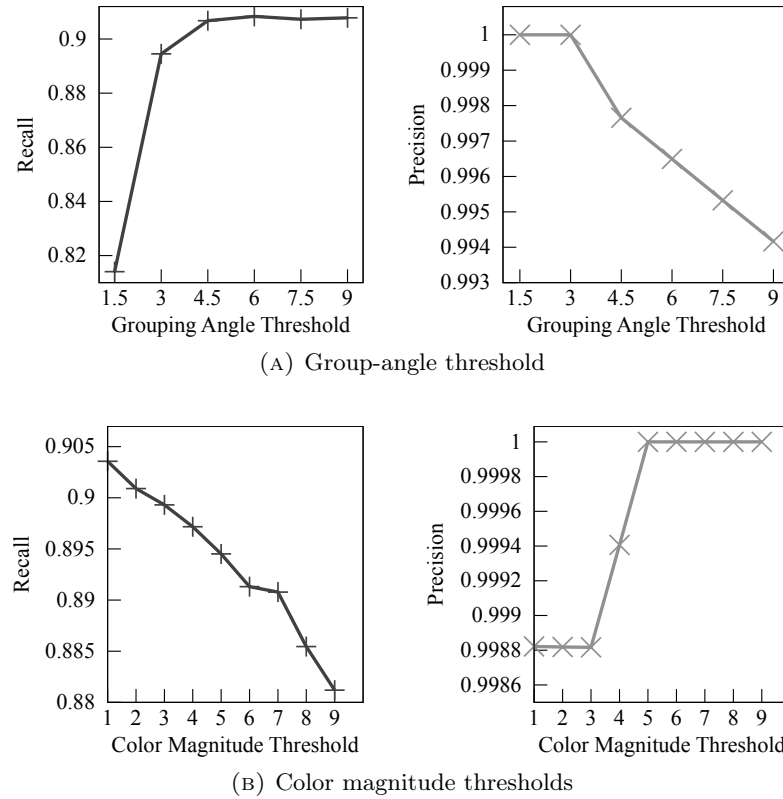 0.9
0.88
0.86
0.84
0.82
Recall
1.5 3 4.5 6 7.5 9
Grouping Angle Threshold
1
0.999
0.998
0.997
0.996
0.995
0.994
0.993
Precision
1.5 3 4.5 6 7.5 9
Grouping Angle Threshold
(A) Group-angle threshold
0.905
0.9
0.895
0.89
0.885
0.88
Recall
1 2 3 4 5 6 7 8 9
Color Magnitude Threshold
1
0.9998
0.9996
0.9994
0.9992
0.999
0.9988
0.9986
Precision
1 2 3 4 5 6 7 8 9
Color Magnitude Threshold
(B) Color magnitude thresholds